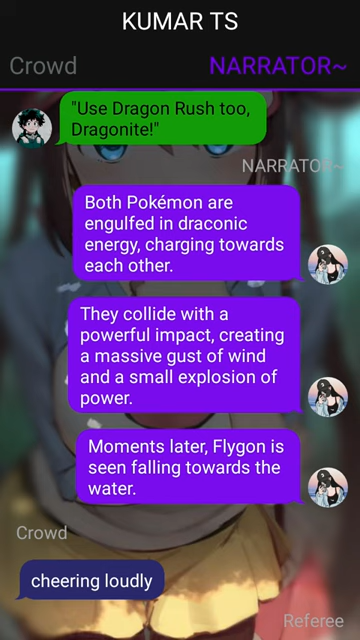 KUMAR TS
Crowd
NARRATOR~
"Use Dragon Rush too,
Dragonite!"
NARRATOR~
Both Pokémon are
engulfed in draconic
energy, charging towards
each other.
They collide with a
powerful impact, creating
a massive gust of wind
and a small explosion of
power.
Moments later, Flygon is
seen falling towards the
water.
Crowd
cheering loudly
Referee